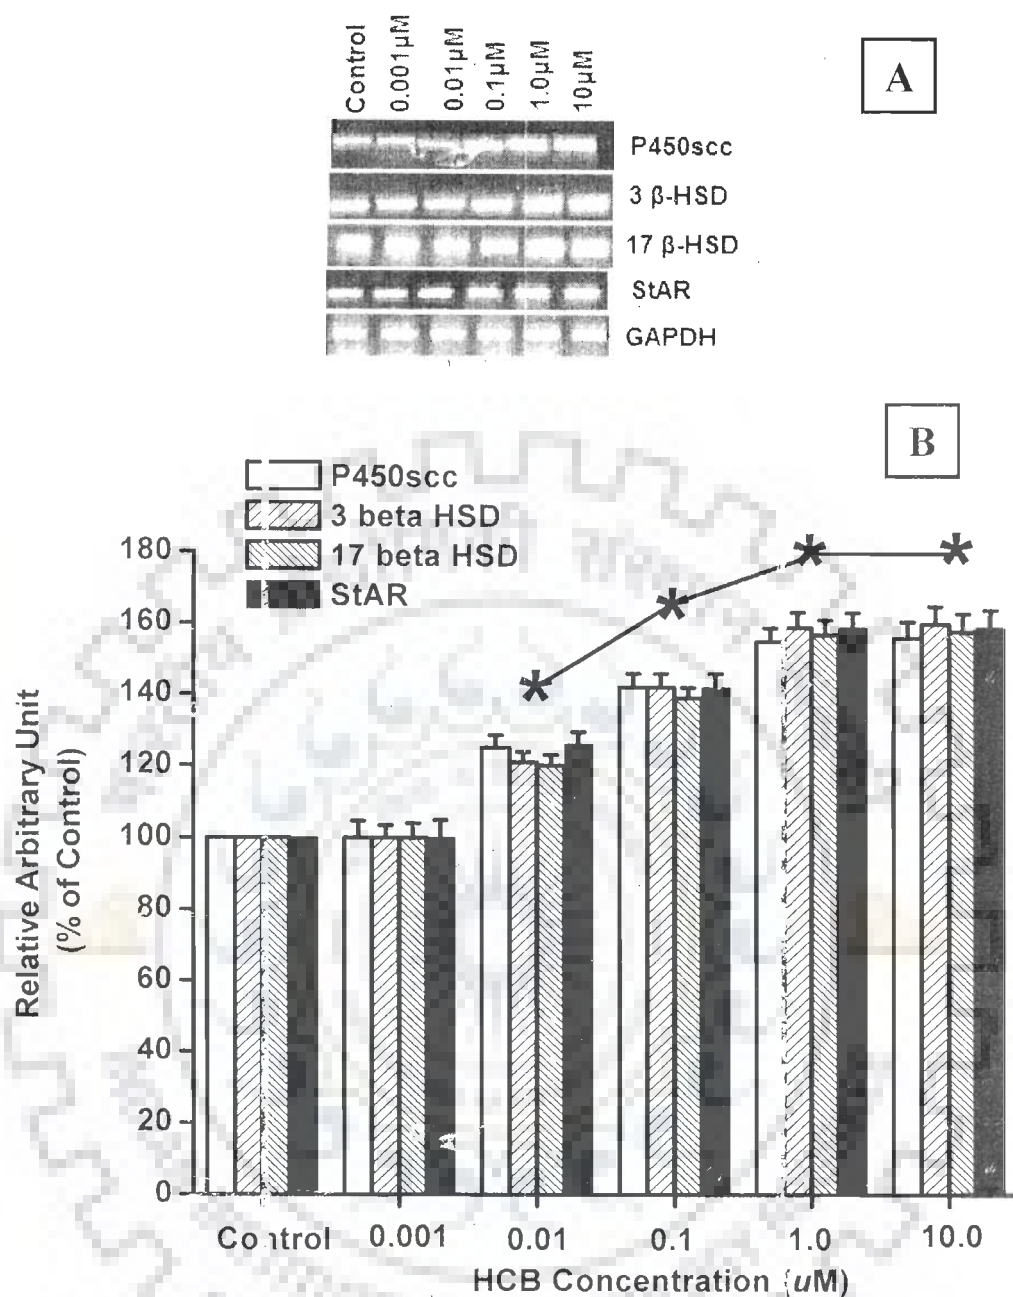 Control
0.001µM
0.01µM
0.1µM
1.0µM
10µM
A
P450scc
3 β-HSD
17 β-HSD
StAR
GAPDH
B
P450scc
3 beta HSD
17 beta HSD
StAR
180
160
140
120
100
80
60
40
20
0
Relative Arbitrary Unit
(% of Control)
Control
0.001
0.01
0.1
1.0
10.0
HCB Concentration (uM)